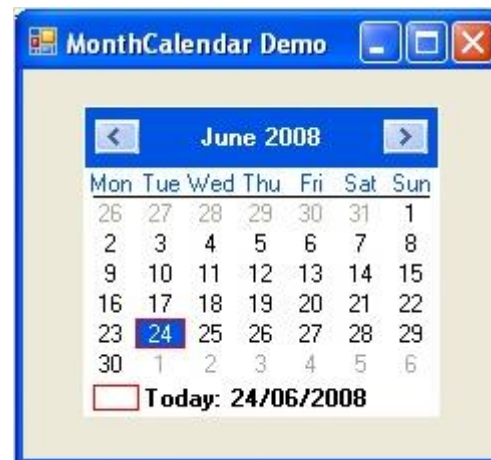 MonthCalendar Demo
June 2008
Mon Tue Wed Thu Fri Sat Sun
26 27 28 29 30 31 1
2 3 4 5 6 7 8
9 10 11 12 13 14 15
16 17 18 19 20 21 22
23 24 25 26 27 28 29
30 1 2 3 4 5 6
Today: 24/06/2008